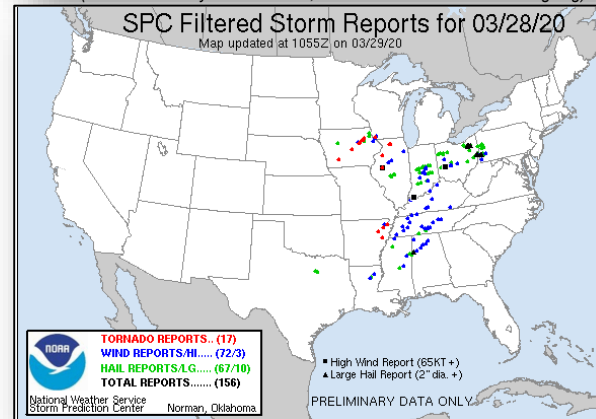 SPC Filtered Storm Reports for 03/28/20
Map updated at 1055Z on 03/29/20
TORNADO REPORTS.. (17)
WIND REPORTS/HI..... (72/3)
HAIL REPORTS/LG..... (67/10)
TOTAL REPORTS....... (156)
NOAA
National Weather Service
Storm Prediction Center Norman, Oklahoma
High Wind Report (65KT +)
Large Hail Report (2" dia. +)
PRELIMINARY DATA ONLY